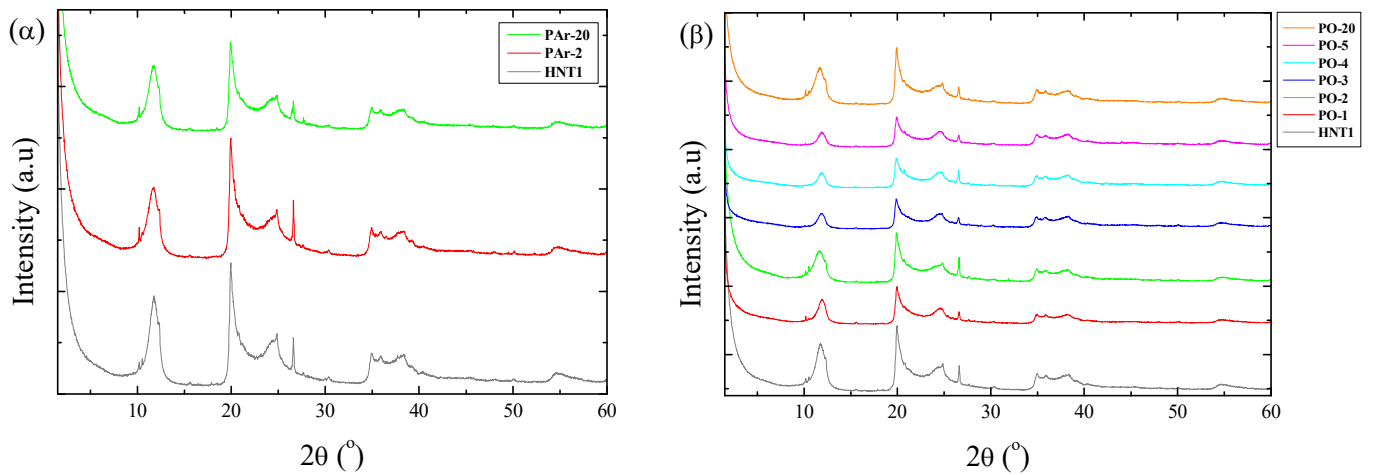 (α)
PAr-20
PAr-2
HNT1
Intensity (a.u)
10 20 30 40 50 60
2θ (°)
(β)
PO-20
PO-5
PO-4
PO-3
PO-2
PO-1
HNT1
Intensity (a.u)
10 20 30 40 50 60
2θ (°)